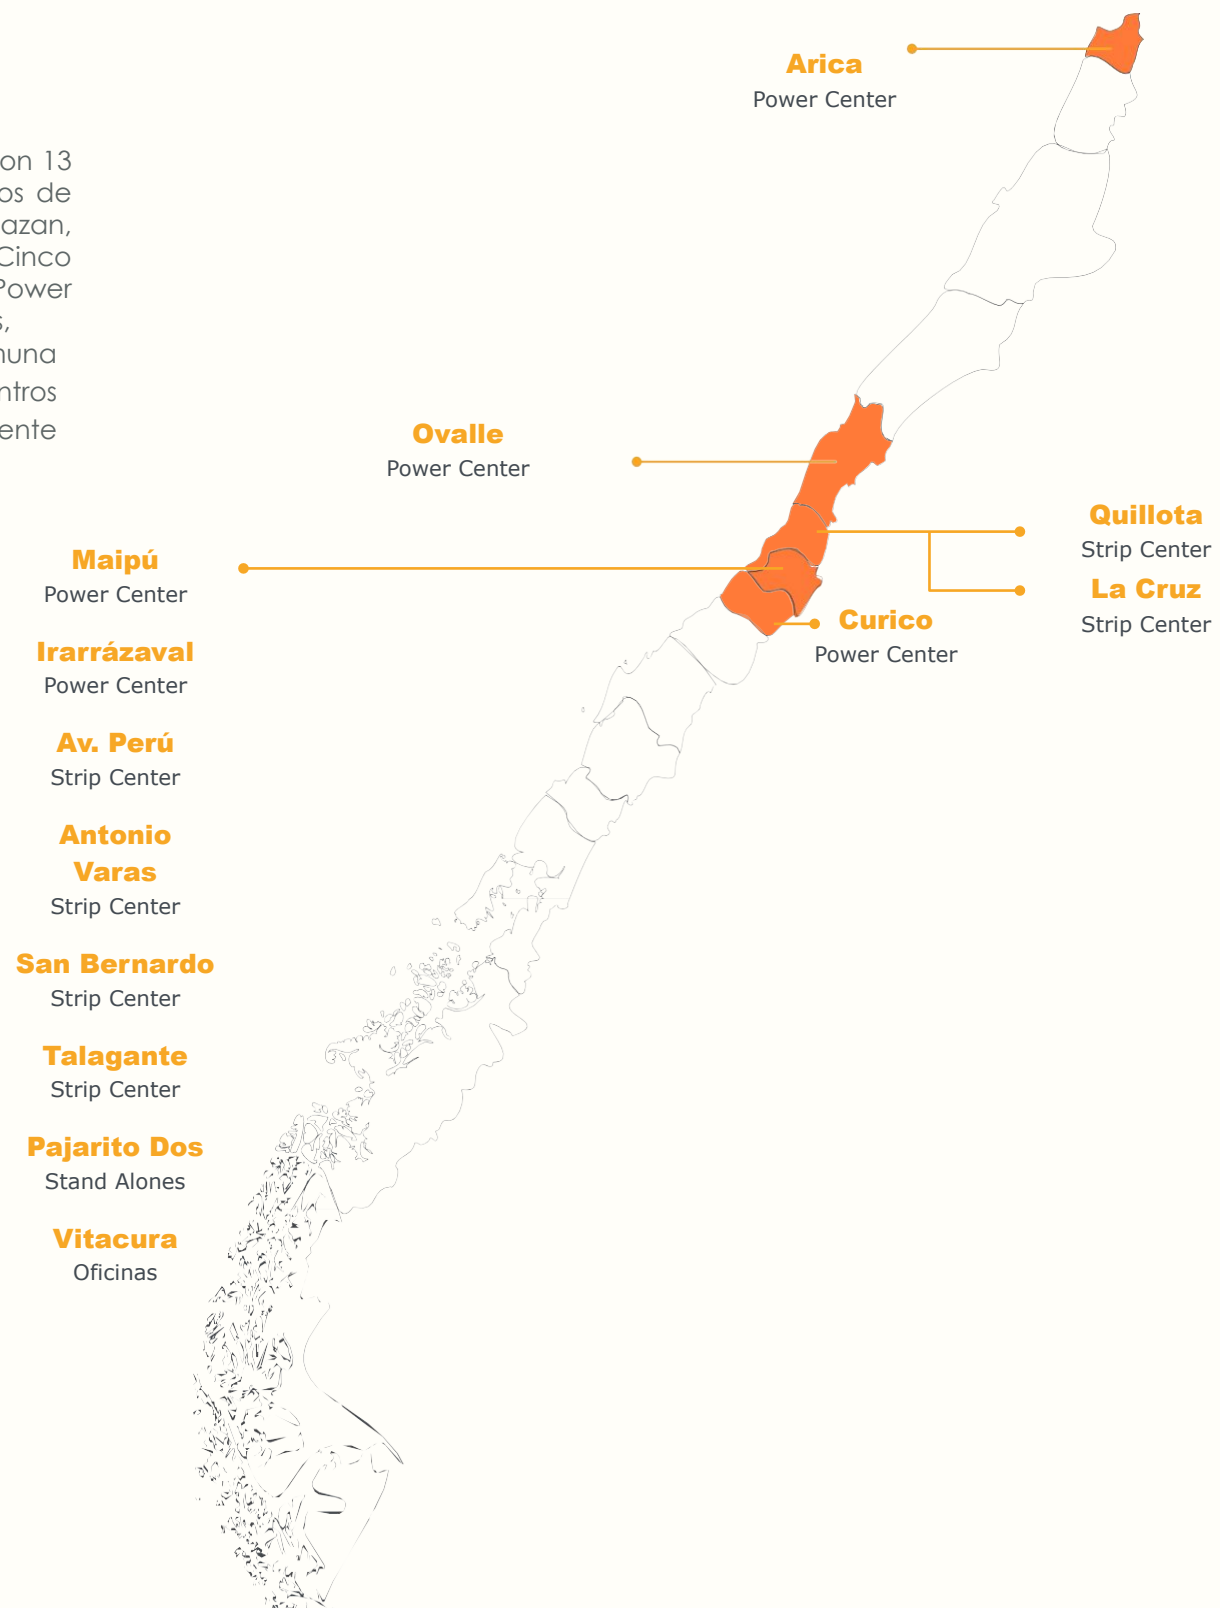 on 13
os de
azan,
Cinco
Power
s,
nuna
ntros
ente
Arica
Power Center
Ovalle
Power Center
Quillota
Strip Center
La Cruz
Strip Center
Curico
Power Center
Maipú
Power Center
Irarrázaval
Power Center
Av. Perú
Strip Center
Antonio
Varas
Strip Center
San Bernardo
Strip Center
Talagante
Strip Center
Pajarito Dos
Stand Alones
Vitacura
Oficinas